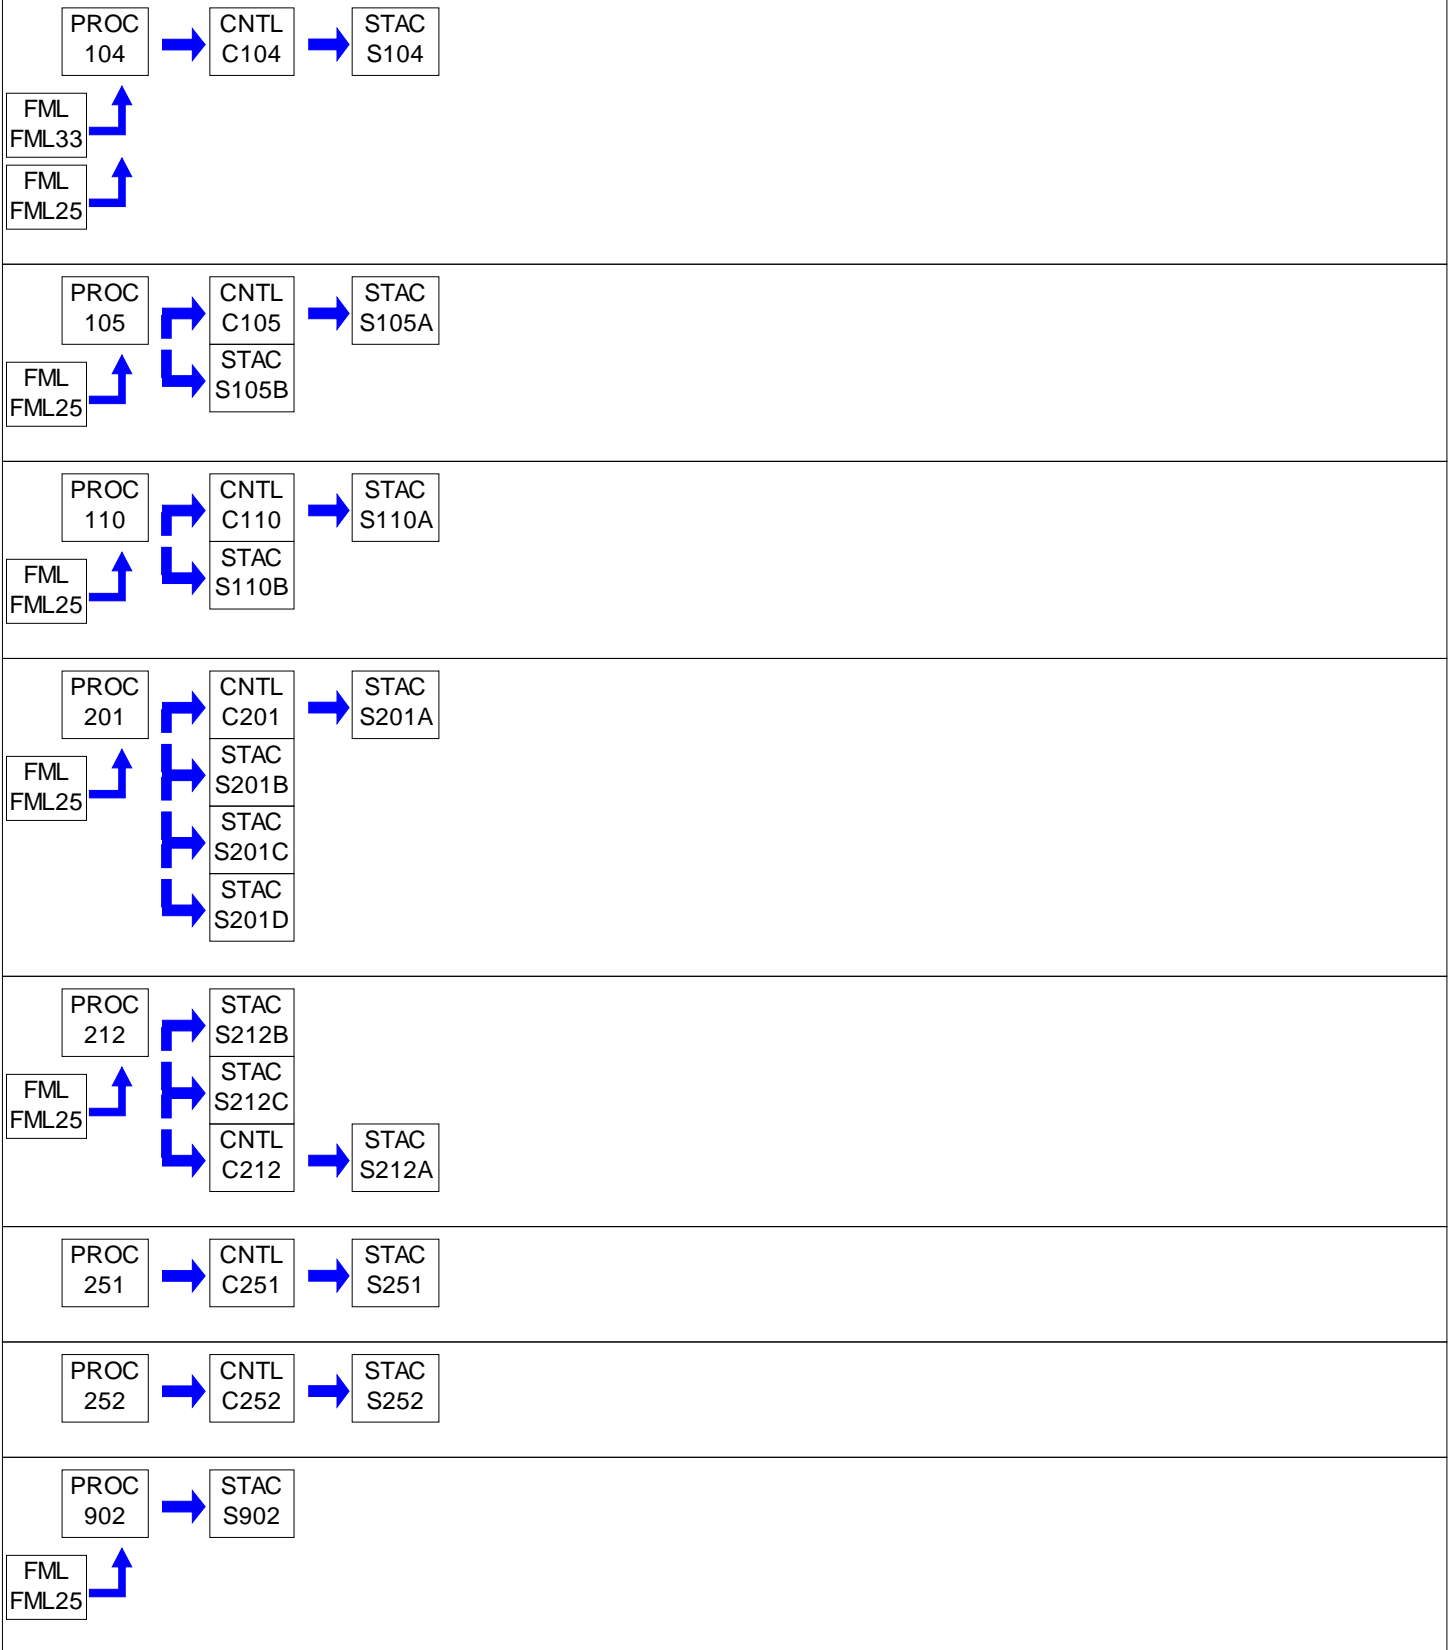 PROC
104
CNTL
C104
STAC
S104
FML
FML33
FML
FML25
PROC
105
CNTL
C105
STAC
S105A
STAC
S105B
FML
FML25
PROC
110
CNTL
C110
STAC
S110A
STAC
S110B
FML
FML25
PROC
201
CNTL
C201
STAC
S201A
STAC
S201B
FML
FML25
STAC
S201C
STAC
S201D
PROC
212
STAC
S212B
STAC
S212C
FML
FML25
CNTL
C212
STAC
S212A
PROC
251
CNTL
C251
STAC
S251
PROC
252
CNTL
C252
STAC
S252
PROC
902
STAC
S902
FML
FML25